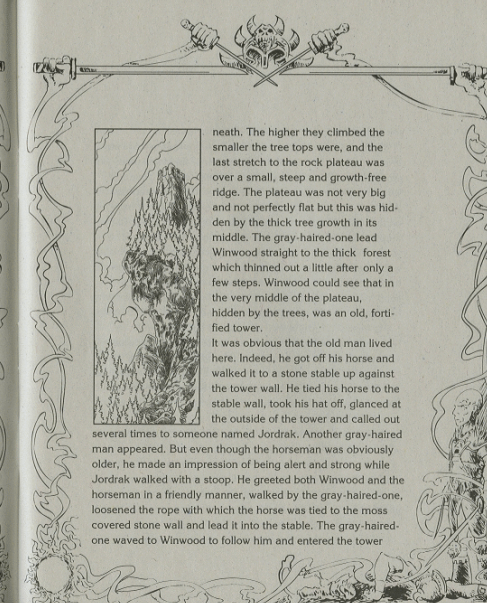 neath. The higher they climbed the
smaller the tree tops were, and the
last stretch to the rock plateau was
over a small, steep and growth-free
ridge. The plateau was not very big
and not perfectly flat but this was hid-
den by the thick tree growth in its
middle. The gray-haired-one lead
Winwood straight to the thick forest
which thinned out a little after only a
few steps. Winwood could see that in
the very middle of the plateau,
hidden by the trees, was an old, forti-
fied tower.
It was obvious that the old man lived
here. Indeed, he got off his horse and
walked it to a stone stable up against
the tower wall. He tied his horse to the
stable wall, took his hat off, glanced at
the outside of the tower and called out
several times to someone named Jordrak. Another gray-haired
man appeared. But even though the horseman was obviously
older, he made an impression of being alert and strong while
Jordrak walked with a stoop. He greeted both Winwood and the
horseman in a friendly manner, walked by the gray-haired-one,
loosened the rope with which the horse was tied to the moss
covered stone wall and lead it into the stable. The gray-haired-
one waved to Winwood to follow him and entered the tower